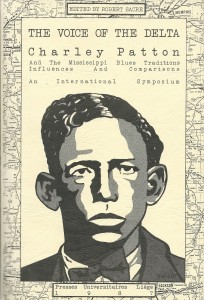 EDITED BY ROBERT SACRE
THE VOICE OF THE DELTA
Charley Patton
And The Mississippi Blues Traditions
Influences And Comparisons
An International Symposium
Presses Universitaires Liège
1987